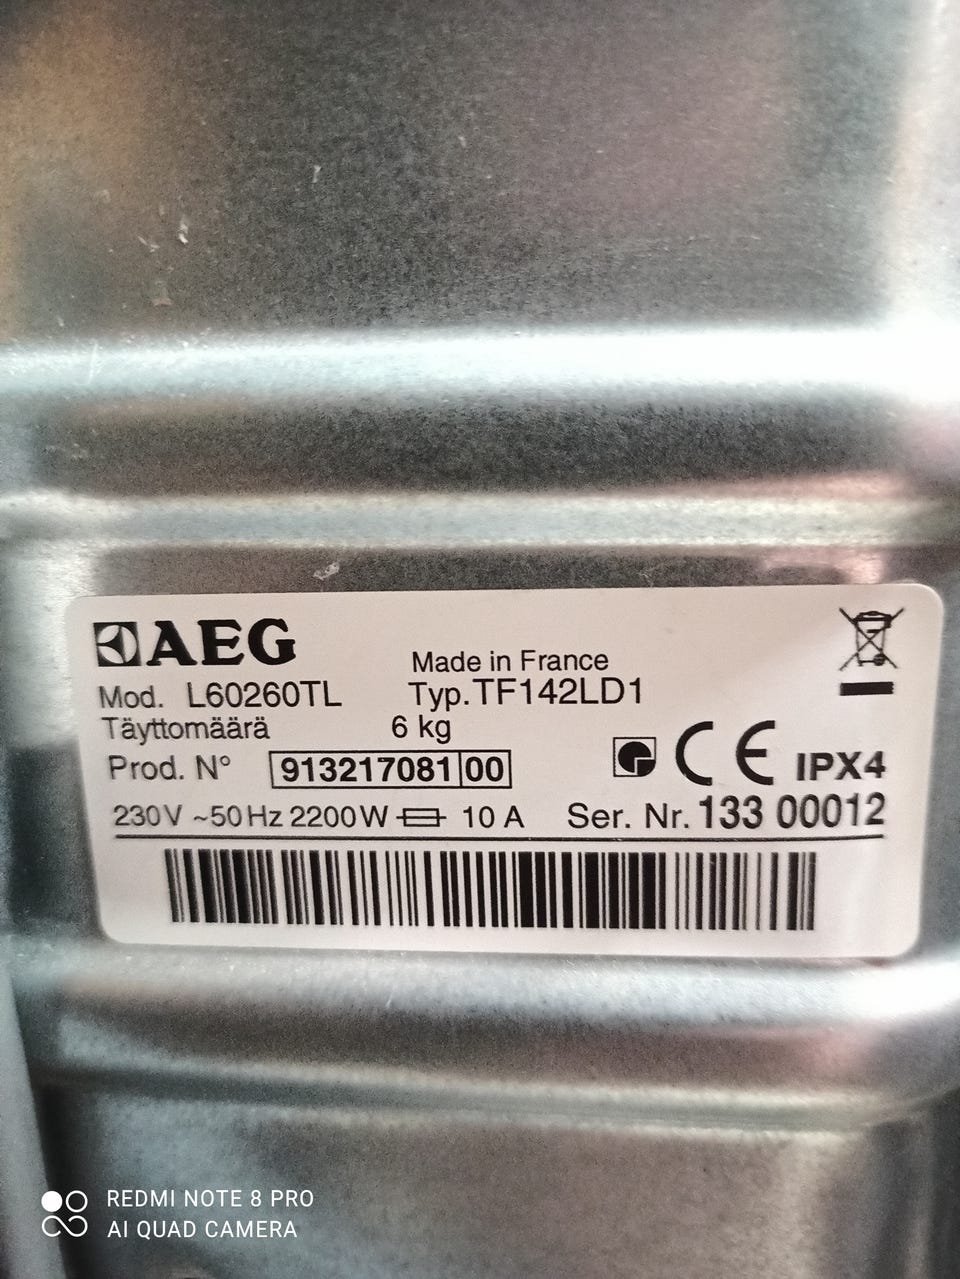 AEG
Made in France
Mod. L60260TL Typ.TF142LD1
Täyttomäärä 6 kg
Prod. N° 913217081 00
CE IPX4
230V ~50Hz 2200W 10 A Ser. Nr. 133 00012
REDMI NOTE 8 PRO
AI QUAD CAMERA